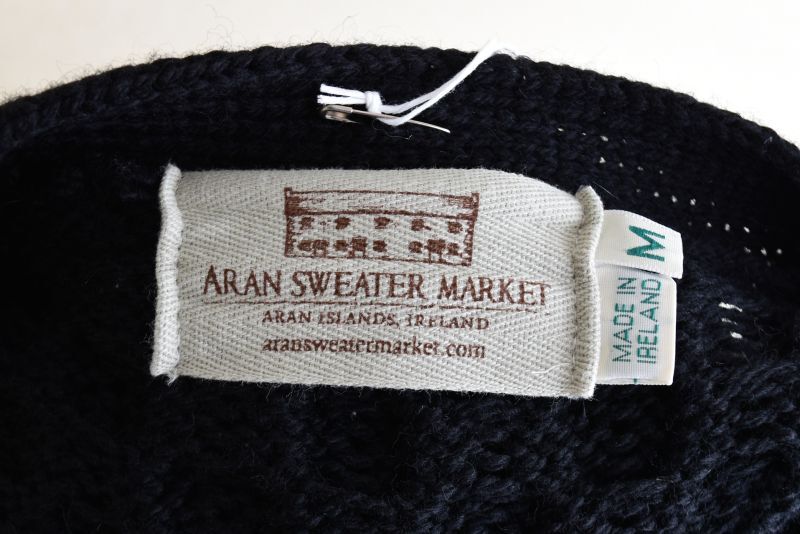 ARAN SWEATER MARKET
ARAN ISLANDS, IRELAND
aransweatermarket.com
M
MADE IN
IRELAND